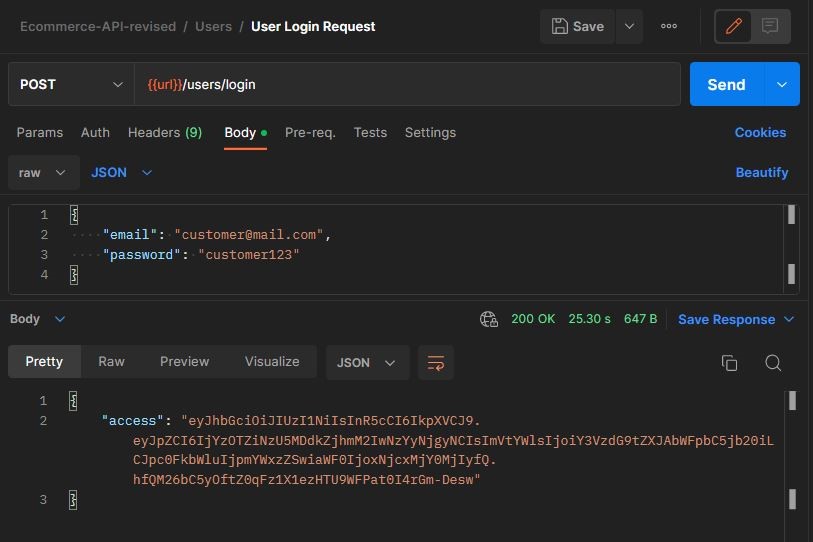 Ecommerce-API-revised / Users / User Login Request
Save
POST
{{url}}/users/login
Send
Params Auth Headers (9) Body Pre-req. Tests Settings
Cookies
raw JSON
Beautify
1 {
2 "email": "customer@mail.com",
3 "password": "customer123"
4 }
Body
200 OK 25.30 s 647 B
Save Response
Pretty Raw Preview Visualize JSON
1 {
2 "access": "eyJhbGciOiJIUzI1NiIsInR5cCI6IkpXVCJ9.
eyJpZCI6IjYzOTZiNzU5MDdkZjhmM2IwNzYyNjgyNCIsImVtYWlsIjoiY3VzdG9tZXJAbWFpbC5jb20iL
CJpc0FkbWluIjpmYWxzZSwiaWF0IjoxNjcxMjY0MjIyfQ.
hfQM26bC5yOftZ0qFz1X1ezHTU9WFPat0I4rGm-Desw"
3 }